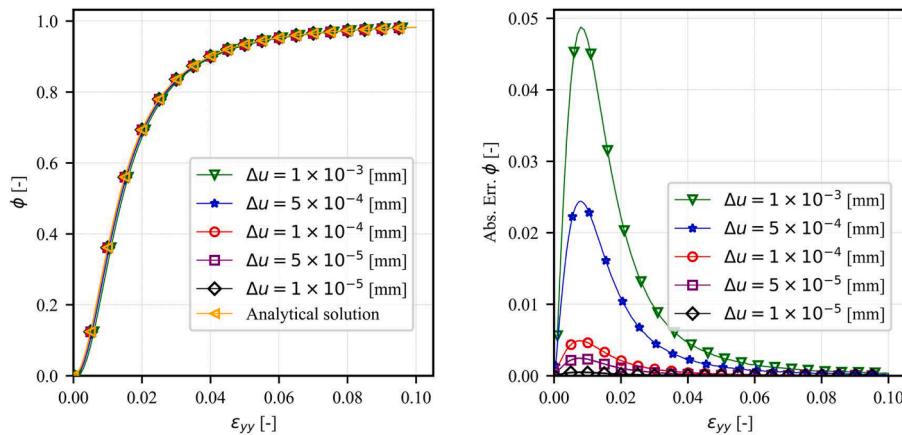 1.0
0.8
0.6
0.4
0.2
0.0
ϕ [-]
0.00 0.02 0.04 0.06 0.08 0.10
ε_yy [-]
Δu = 1 × 10⁻³ [mm]
Δu = 5 × 10⁻⁴ [mm]
Δu = 1 × 10⁻⁴ [mm]
Δu = 5 × 10⁻⁵ [mm]
Δu = 1 × 10⁻⁵ [mm]
Analytical solution
0.05
0.04
0.03
0.02
0.01
0.00
Abs. Err. ϕ [-]
0.00 0.02 0.04 0.06 0.08 0.10
ε_yy [-]
Δu = 1 × 10⁻³ [mm]
Δu = 5 × 10⁻⁴ [mm]
Δu = 1 × 10⁻⁴ [mm]
Δu = 5 × 10⁻⁵ [mm]
Δu = 1 × 10⁻⁵ [mm]